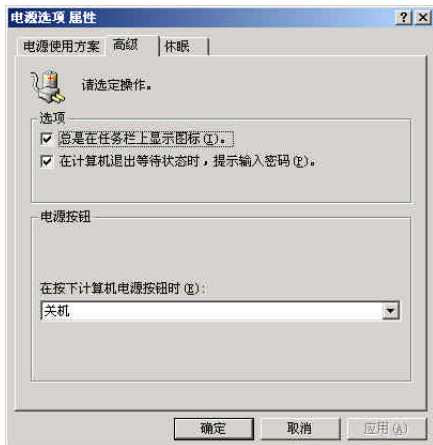 电源选项 属性
电源使用方案 高级 休眠
请选定操作。
选项
总是在任务栏上显示图标(I)。
在计算机退出等待状态时，提示输入密码(P)。
电源按钮
在按下计算机电源按钮时(E):
关机
确定 取消 应用(A)